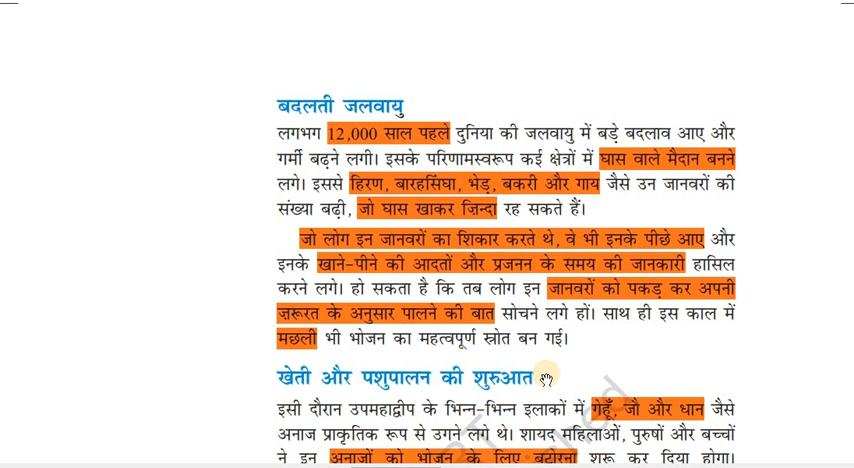 बदलती जलवायु
लगभग 12,000 साल पहले दुनिया की जलवायु में बड़े बदलाव आए और
गर्मी बढ़ने लगी। इसके परिणामस्वरूप कई क्षेत्रों में घास वाले मैदान बनने
लगे। इससे हिरण, बारहसिंघा, भेड़, बकरी और गाय जैसे उन जानवरों की
संख्या बढ़ी, जो घास खाकर ज़िन्दा रह सकते हैं।
जो लोग इन जानवरों का शिकार करते थे, वे भी इनके पीछे आए और
इनके खाने-पीने की आदतों और प्रजनन के समय की जानकारी हासिल
करने लगे। हो सकता है कि तब लोग इन जानवरों को पकड़ कर अपनी
ज़रूरत के अनुसार पालने की बात सोचने लगे हों। साथ ही इस काल में
मछली भी भोजन का महत्वपूर्ण स्रोत बन गई।
खेती और पशुपालन की शुरुआत
इसी दौरान उपमहाद्वीप के भिन्न-भिन्न इलाकों में गेहूँ, जौ और धान जैसे
अनाज प्राकृतिक रूप से उगने लगे थे। शायद महिलाओं, पुरुषों और बच्चों
ने इन अनाजों को भोजन के लिए बटोरना शुरू कर दिया होगा।